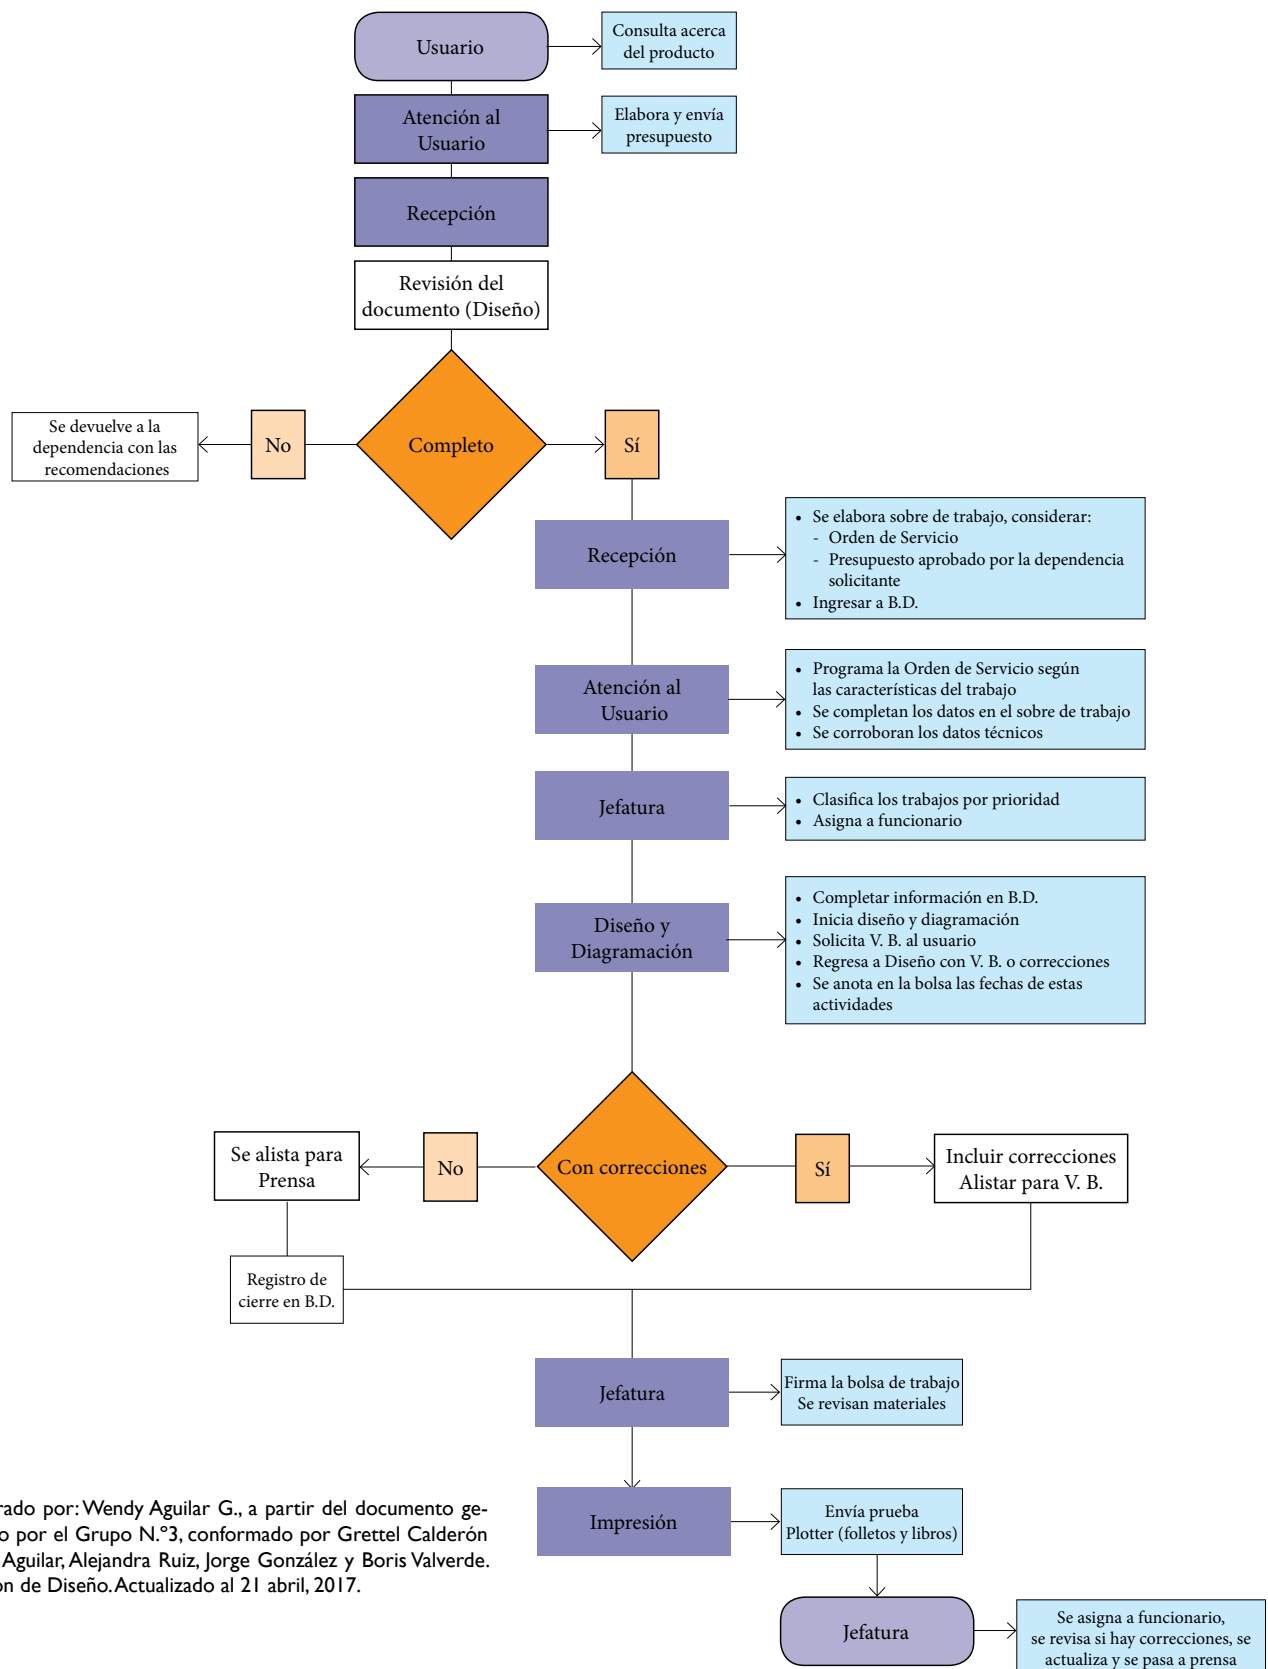 Usuario
Consulta acerca
del producto
Atención al
Usuario
Elabora y envía
presupuesto
Recepción
Revisión del
documento (Diseño)
Completo
No
Se devuelve a la
dependencia con las
recomendaciones
Sí
Recepción
• Se elabora sobre de trabajo, considerar:
- Orden de Servicio
- Presupuesto aprobado por la dependencia
solicitante
• Ingresar a B.D.
Atención al
Usuario
• Programa la Orden de Servicio según
las características del trabajo
• Se completan los datos en el sobre de trabajo
• Se corroboran los datos técnicos
Jefatura
• Clasifica los trabajos por prioridad
• Asigna a funcionario
Diseño y
Diagramación
• Completar información en B.D.
• Inicia diseño y diagramación
• Solicita V. B. al usuario
• Regresa a Diseño con V. B. o correcciones
• Se anota en la bolsa las fechas de estas
actividades
Con correcciones
No
Se alista para
Prensa
Registro de
cierre en B.D.
Sí
Incluir correcciones
Alistar para V. B.
Jefatura
Firma la bolsa de trabajo
Se revisan materiales
Impresión
Envía prueba
Plotter (folletos y libros)
Jefatura
Se asigna a funcionario,
se revisa si hay correcciones, se
actualiza y se pasa a prensa
rado por: Wendy Aguilar G., a partir del documento ge-
o por el Grupo N.º3, conformado por Grettel Calderón
Aguilar, Alejandra Ruiz, Jorge González y Boris Valverde.
on de Diseño. Actualizado al 21 abril, 2017.